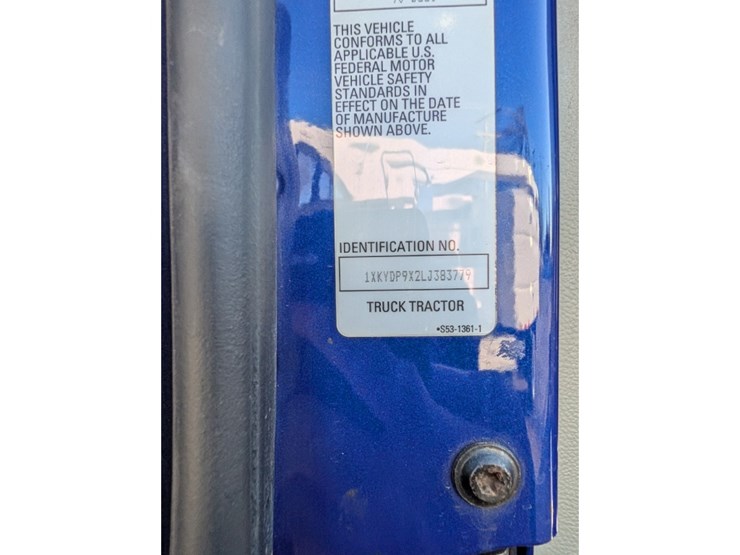 THIS VEHICLE
CONFORMS TO ALL
APPLICABLE U.S.
FEDERAL MOTOR
VEHICLE SAFETY
STANDARDS IN
EFFECT ON THE DATE
OF MANUFACTURE
SHOWN ABOVE.
IDENTIFICATION NO.
1XKYDP9X2LJ383779
TRUCK TRACTOR
•S53-1361-1